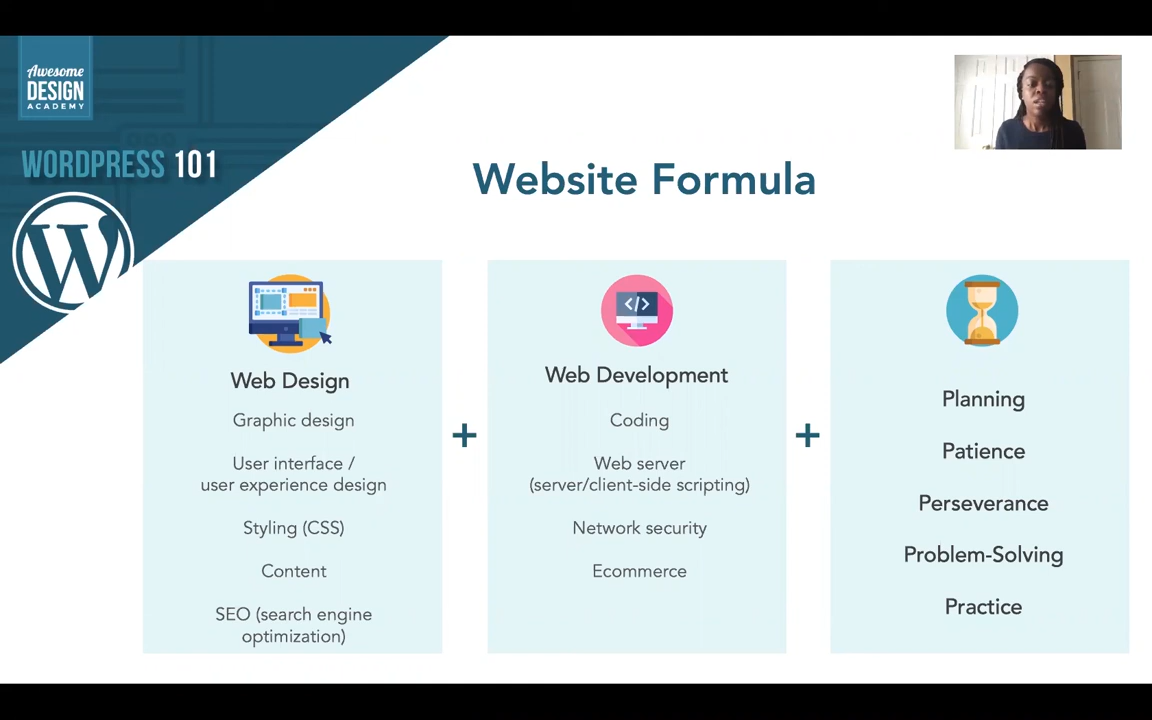 Awesome
DESIGN
ACADEMY
WORDPRESS 101
W
Website Formula
Web Design
Graphic design
User interface /
user experience design
Styling (CSS)
Content
SEO (search engine
optimization)
+
</>
Web Development
Coding
Web server
(server/client-side scripting)
Network security
Ecommerce
+
Planning
Patience
Perseverance
Problem-Solving
Practice